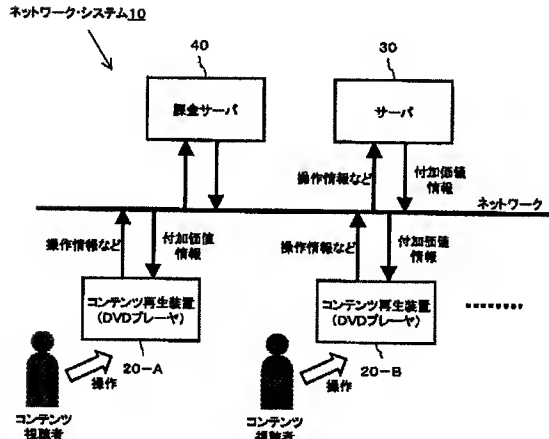 ネットワーク・システム10
40
課金サーバ
30
サーバ
操作情報など
付加価値
情報
ネットワーク
操作情報など
付加価値
情報
操作情報など
付加価値
情報
コンテンツ再生装置
(DVDプレーヤ)
20-A
操作
コンテンツ
視聴者
コンテンツ再生装置
(DVDプレーヤ)
20-B
操作
コンテンツ
視聴者